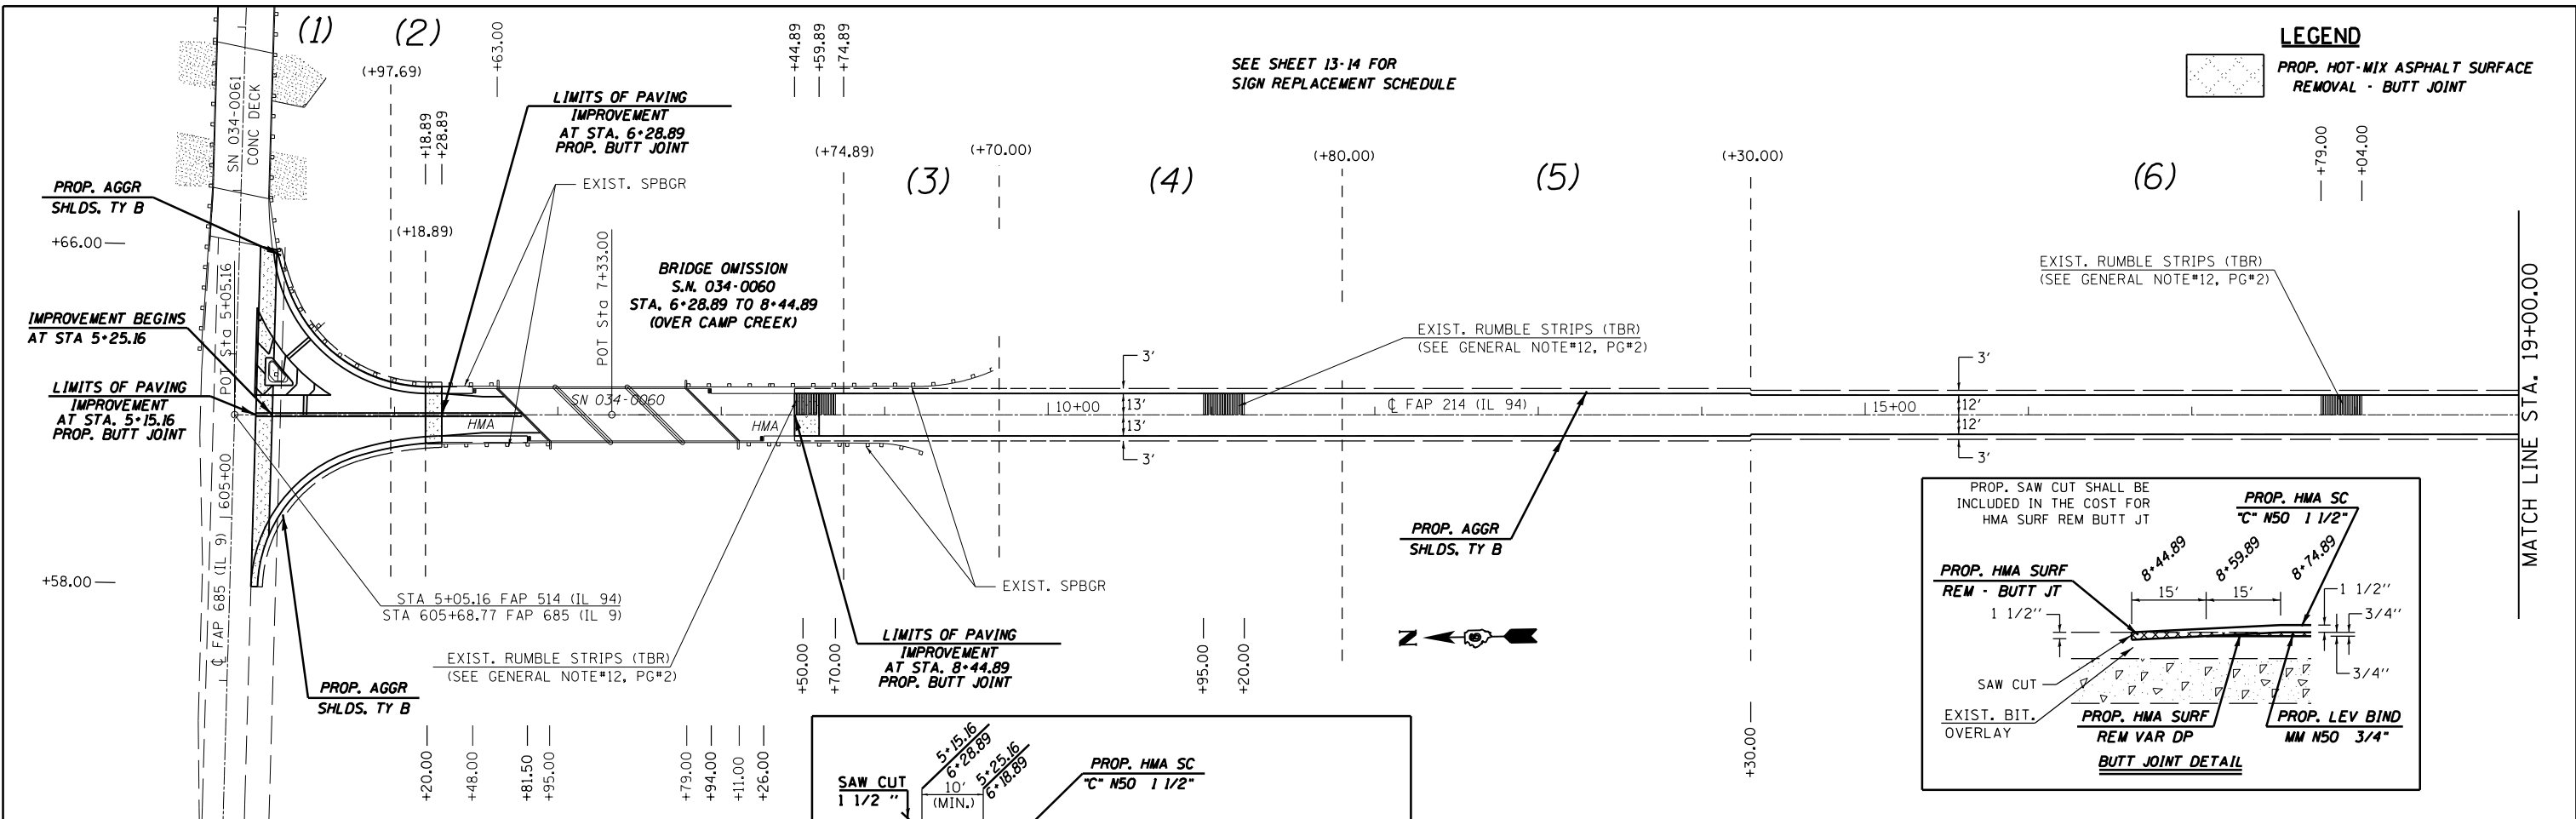 (1)
(2)
(+97.69)
+63.00
+44.89
+59.89
+74.89
SEE SHEET 13-14 FOR
SIGN REPLACEMENT SCHEDULE
LEGEND
PROP. HOT-MIX ASPHALT SURFACE
REMOVAL - BUTT JOINT
SN 034-0061
CONC DECK
+18.89
+28.89
LIMITS OF PAVING
IMPROVEMENT
AT STA. 6+28.89
PROP. BUTT JOINT
(+74.89)
(+70.00)
(+80.00)
(+30.00)
+79.00
+04.00
(3)
(4)
(5)
(6)
PROP. AGGR
SHLDS. TY B
EXIST. SPBGR
+66.00
(+18.89)
POT Sta 5+05.16
POT Sta 7+33.00
BRIDGE OMISSION
S.N. 034-0060
STA. 6+28.89 TO 8+44.89
(OVER CAMP CREEK)
EXIST. RUMBLE STRIPS (TBR)
(SEE GENERAL NOTE#12, PG#2)
EXIST. RUMBLE STRIPS (TBR)
(SEE GENERAL NOTE#12, PG#2)
MATCH LINE STA. 19+00.00
IMPROVEMENT BEGINS
AT STA 5+25.16
LIMITS OF PAVING
IMPROVEMENT
AT STA. 5+15.16
PROP. BUTT JOINT
3'
3'
SN 034-0060
HMA
HMA
10+00
13'
13'
℄ FAP 214 (IL 94)
15+00
12'
12'
3'
3'
605+00
℄ FAP 685 (IL 9)
+58.00
STA 5+05.16 FAP 514 (IL 94)
STA 605+68.77 FAP 685 (IL 9)
EXIST. SPBGR
PROP. AGGR
SHLDS. TY B
N
EXIST. RUMBLE STRIPS (TBR)
(SEE GENERAL NOTE#12, PG#2)
LIMITS OF PAVING
IMPROVEMENT
AT STA. 8+44.89
PROP. BUTT JOINT
PROP. AGGR
SHLDS. TY B
+50.00
+70.00
+95.00
+20.00
+20.00
+48.00
+81.50
+95.00
+79.00
+94.00
+11.00
+26.00
+30.00
SAW CUT
1 1/2 "
5+15.16
6+28.89
5+25.16
6+18.89
10'
(MIN.)
PROP. HMA SC
"C" N50 1 1/2"
PROP. SAW CUT SHALL BE
INCLUDED IN THE COST FOR
HMA SURF REM BUTT JT
PROP. HMA SC
"C" N50 1 1/2"
PROP. HMA SURF
REM - BUTT JT
8+44.89
8+59.89
8+74.89
15'
15'
1 1/2''
1 1/2''
3/4''
3/4''
SAW CUT
EXIST. BIT.
OVERLAY
PROP. HMA SURF
REM VAR DP
PROP. LEV BIND
MM N50 3/4"
BUTT JOINT DETAIL